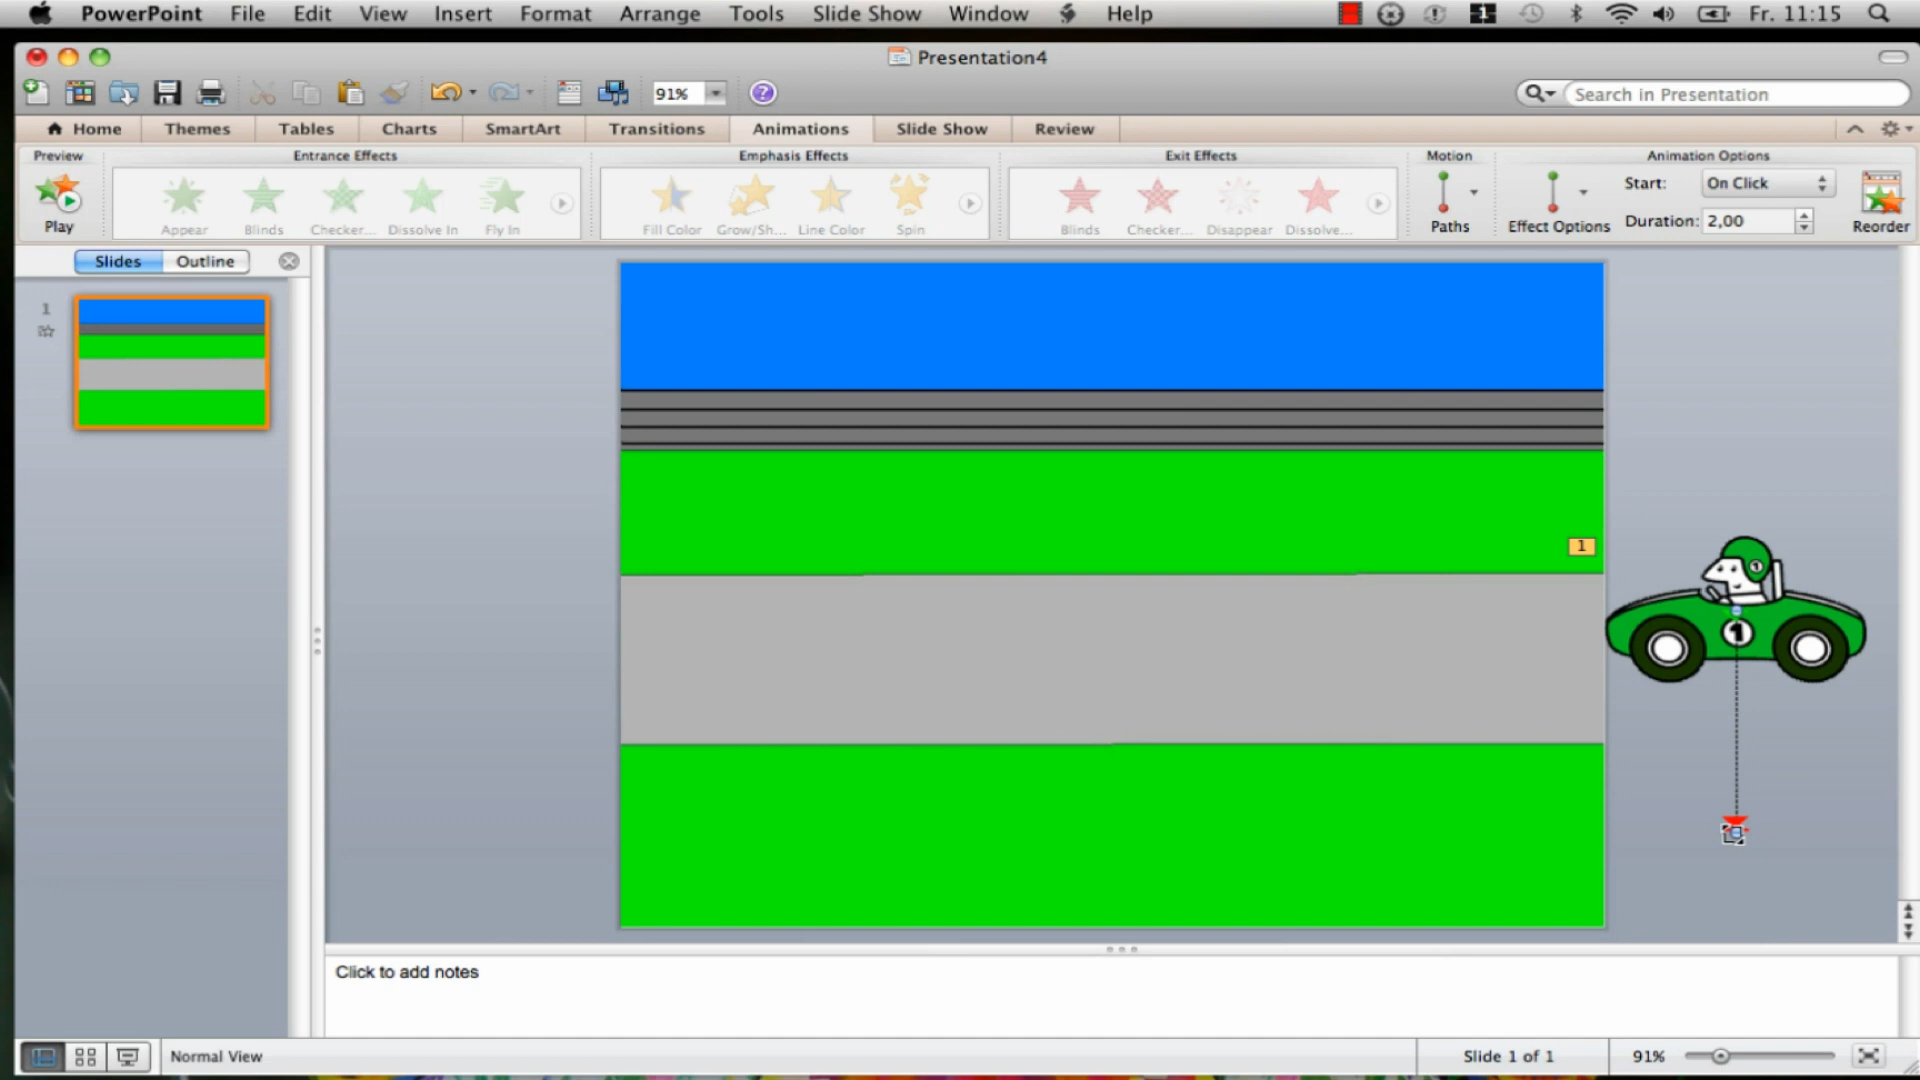 PowerPoint File Edit View Insert Format Arrange Tools Slide Show Window Help 1 Fr. 11:15
Presentation4
91% Search in Presentation
Home Themes Tables Charts SmartArt Transitions Animations Slide Show Review
Preview Entrance Effects Emphasis Effects Exit Effects Motion Animation Options
Start: On Click
Play Appear Blinds Checker... Dissolve In Fly In Fill Color Grow/Sh... Line Color Spin Blinds Checker... Disappear Dissolve... Paths Effect Options Duration: 2,00 Reorder
Slides Outline
1
1
1
1
Click to add notes
Normal View Slide 1 of 1 91%